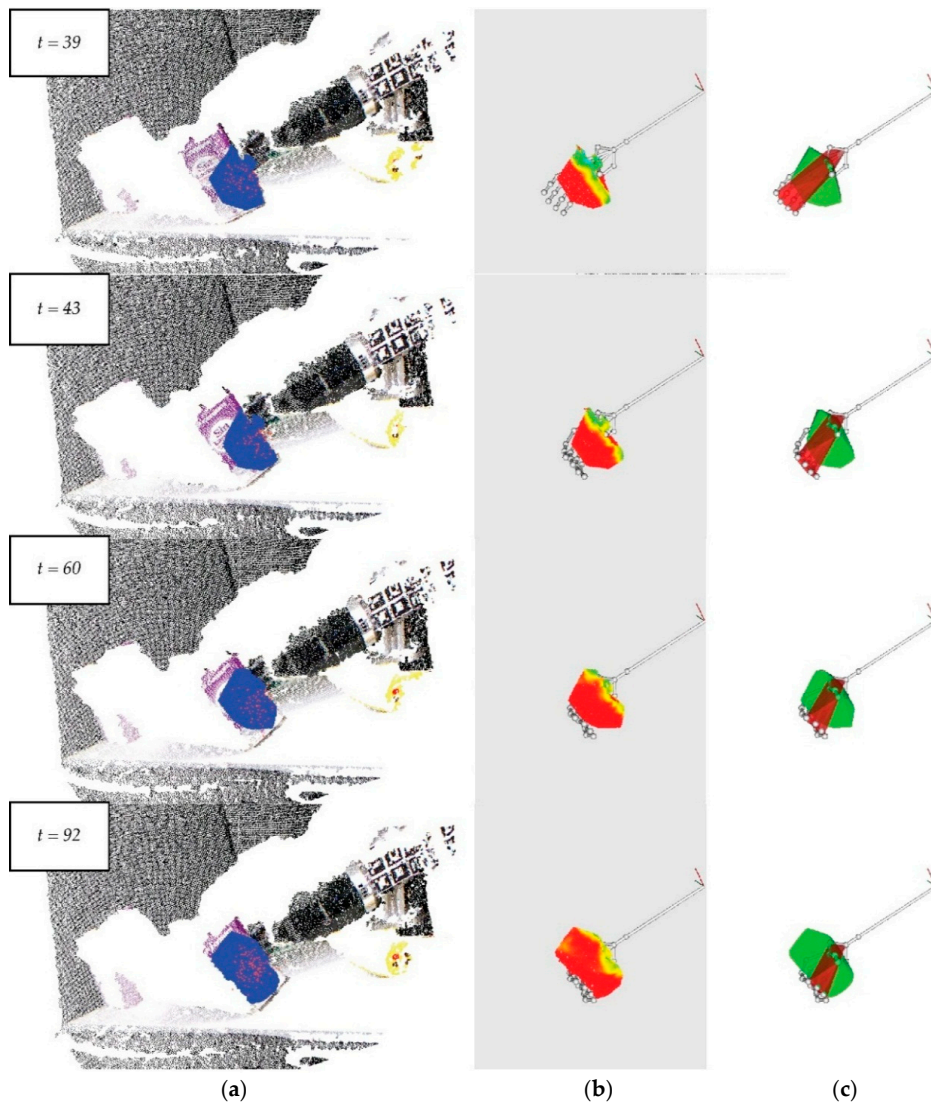 t = 39
t = 43
t = 60
t = 92
(a) (b) (c)